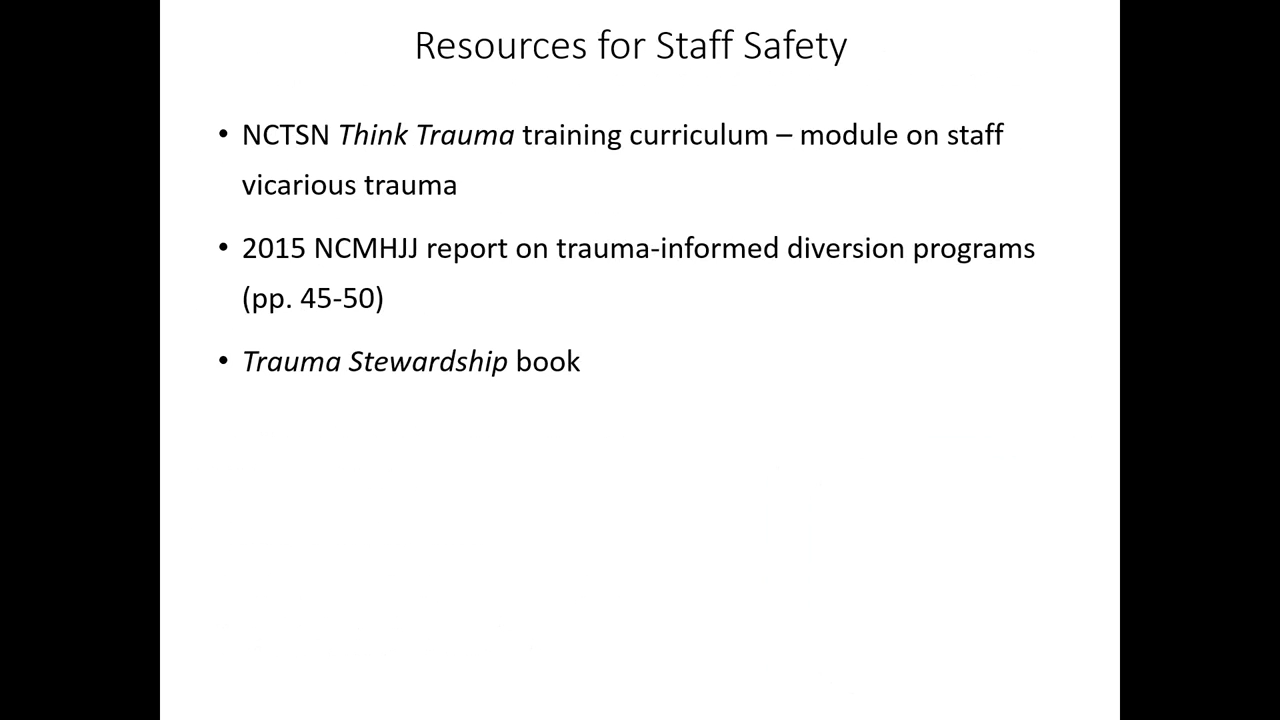 Resources for Staff Safety
• NCTSN Think Trauma training curriculum – module on staff
vicarious trauma
• 2015 NCMHJJ report on trauma-informed diversion programs
(pp. 45-50)
• Trauma Stewardship book